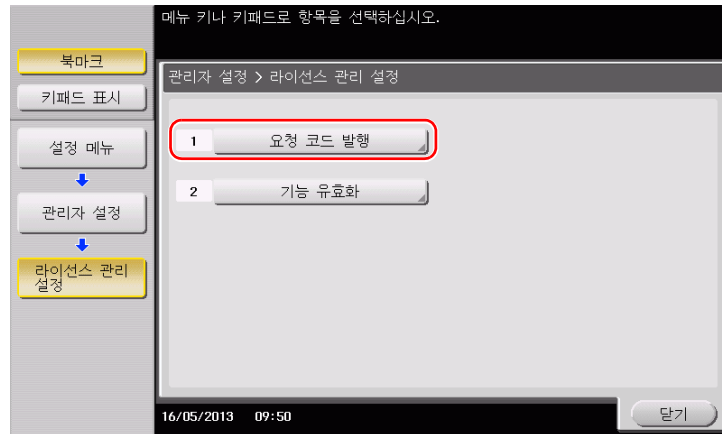 메뉴 키나 키패드로 항목을 선택하십시오.
북마크
키패드 표시
설정 메뉴
관리자 설정
라이선스 관리
설정
관리자 설정 > 라이선스 관리 설정
1 요청 코드 발행
2 기능 유효화
16/05/2013 09:50
닫기